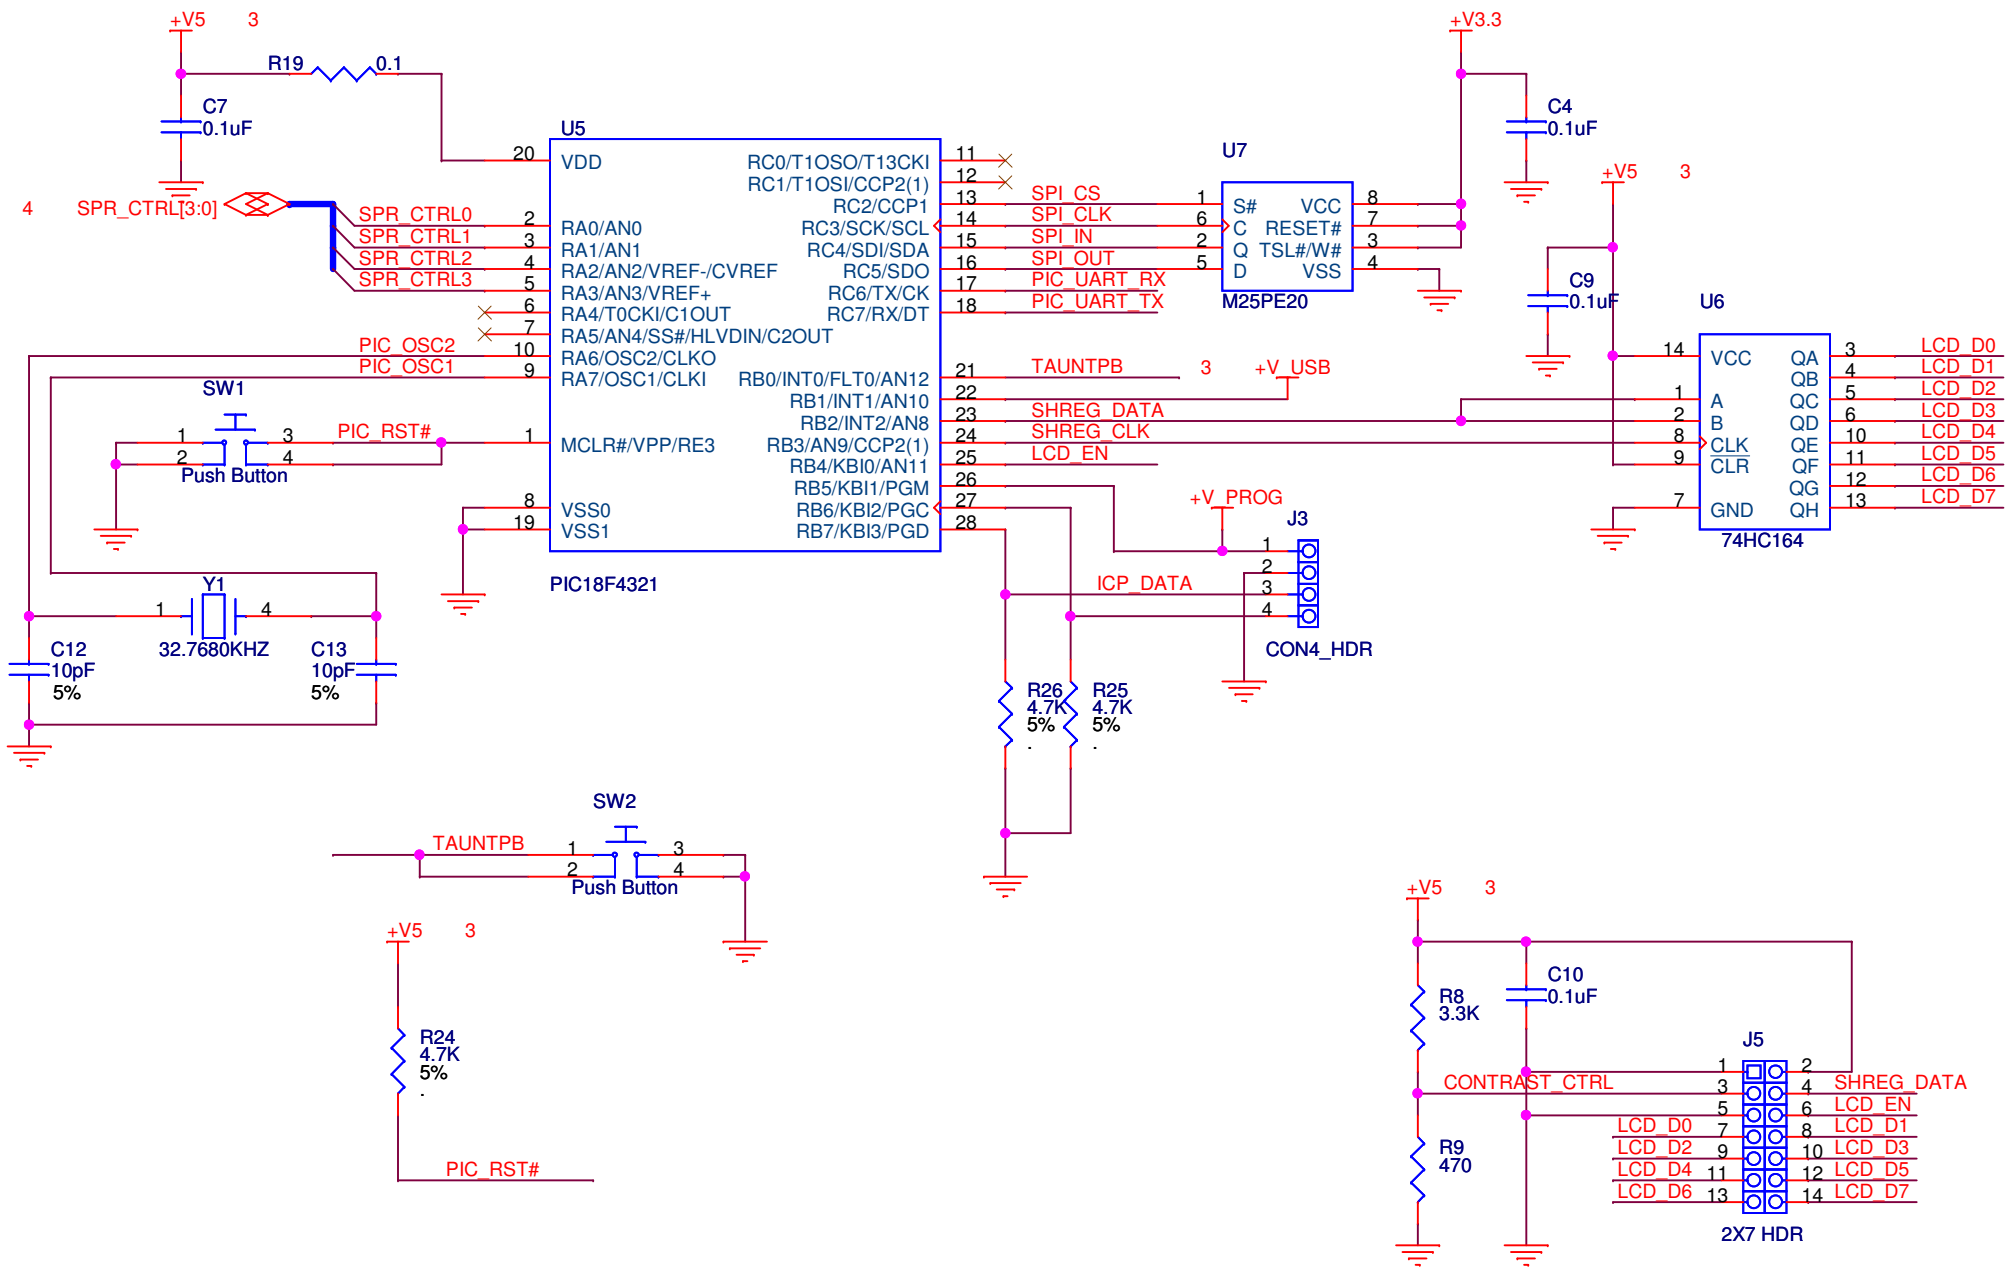 +V5 3
R19 0.1
C7
0.1uF
4 SPR_CTRL[3:0]
SPR_CTRL0
SPR_CTRL1
SPR_CTRL2
SPR_CTRL3
PIC_OSC2
PIC_OSC1
U5
20 VDD
2 RA0/AN0
3 RA1/AN1
4 RA2/AN2/VREF-/CVREF
5 RA3/AN3/VREF+
6 RA4/T0CKI/C1OUT
7 RA5/AN4/SS#/HLVDIN/C2OUT
10 RA6/OSC2/CLKO
9 RA7/OSC1/CLKI
1 MCLR#/VPP/RE3
8 VSS0
19 VSS1
RC0/T1OSO/T13CKI 11
RC1/T1OSI/CCP2(1) 12
RC2/CCP1 13 SPI_CS
RC3/SCK/SCL 14 SPI_CLK
RC4/SDI/SDA 15 SPI_IN
RC5/SDO 16 SPI_OUT
RC6/TX/CK 17 PIC_UART_RX
RC7/RX/DT 18 PIC_UART_TX
RB0/INT0/FLT0/AN12 21 TAUNTPB 3
RB1/INT1/AN10 22 +V_USB
RB2/INT2/AN8 23 SHREG_DATA
RB3/AN9/CCP2(1) 24 SHREG_CLK
RB4/KBI0/AN11 25 LCD_EN
RB5/KBI1/PGM 26
RB6/KBI2/PGC 27
RB7/KBI3/PGD 28
PIC18F4321
SW1
1 3 PIC_RST#
2 4
Push Button
Y1
1 4
32.7680KHZ
C12
10pF
5%
C13
10pF
5%
U7
1 S# VCC 8
6 C RESET# 7
2 Q TSL#/W# 3
5 D VSS 4
M25PE20
+V3.3
C4
0.1uF
+V5 3
C9
0.1uF
U6
14 VCC QA 3 LCD_D0
QB 4 LCD_D1
1 A QC 5 LCD_D2
2 B QD 6 LCD_D3
8 CLK QE 10 LCD_D4
9 CLR QF 11 LCD_D5
QG 12 LCD_D6
7 GND QH 13 LCD_D7
74HC164
+V_PROG
J3
1
2
ICP_DATA 3
4
CON4_HDR
R26
4.7K
5%
.
R25
4.7K
5%
.
SW2
TAUNTPB 1 3
2 4
Push Button
+V5 3
R24
4.7K
5%
.
PIC_RST#
+V5 3
R8
3.3K
C10
0.1uF
R9
470
J5
1 2
CONTRAST_CTRL 3 4 SHREG_DATA
5 6 LCD_EN
LCD_D0 7 8 LCD_D1
LCD_D2 9 10 LCD_D3
LCD_D4 11 12 LCD_D5
LCD_D6 13 14 LCD_D7
2X7 HDR